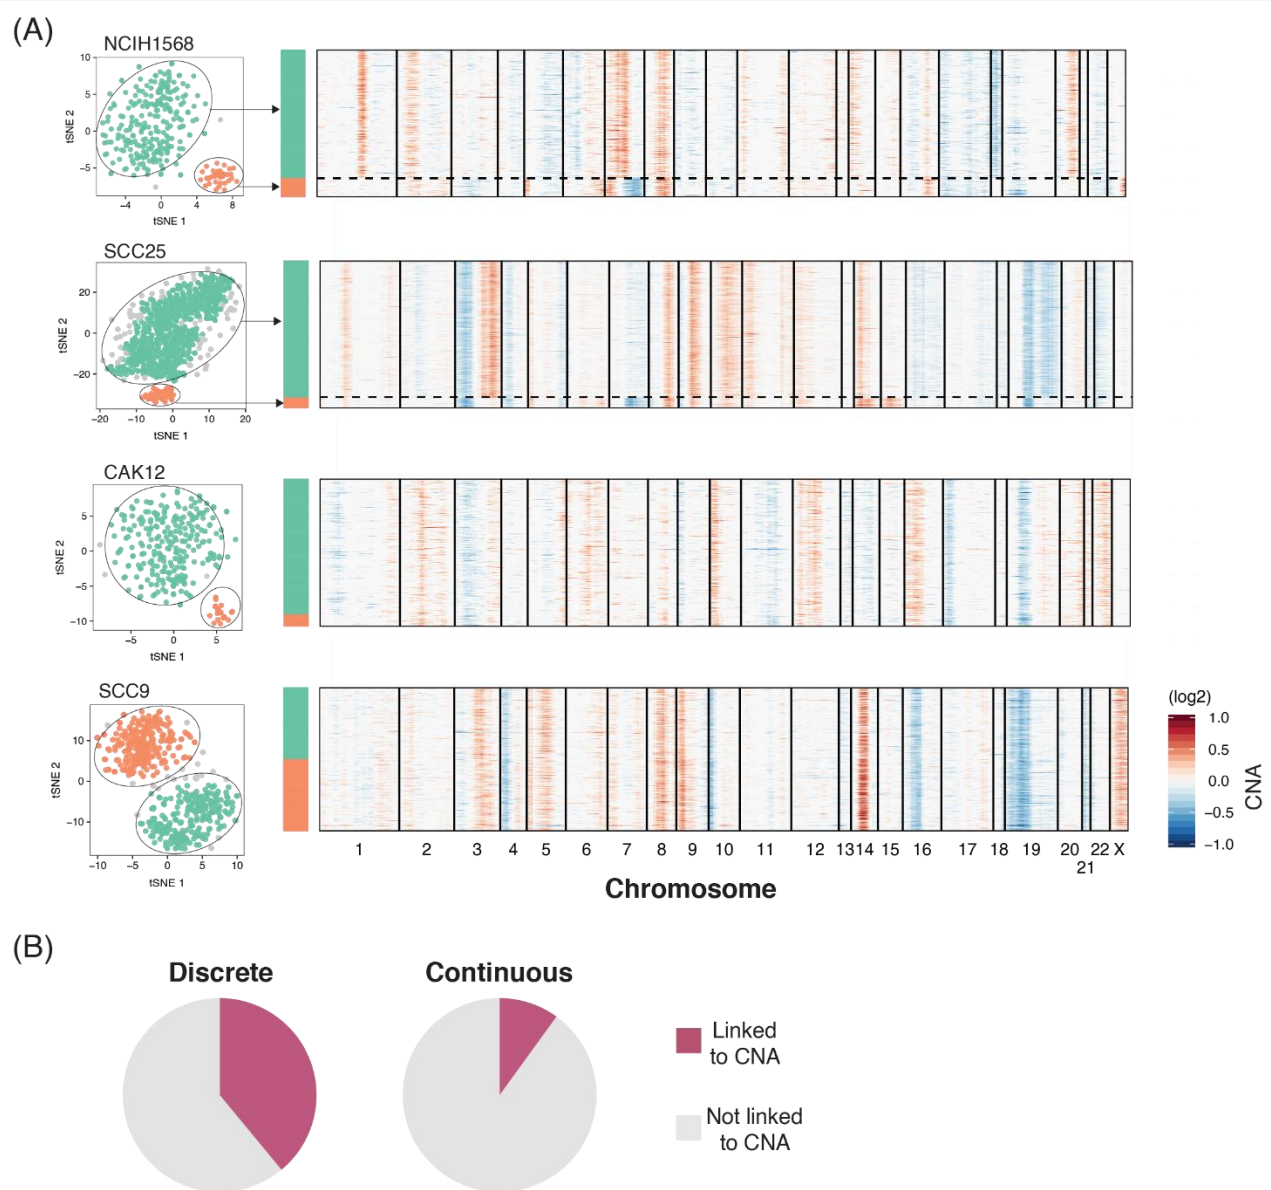 (A)
NCIH1568
10
5
0
−5
tSNE 2
−4 0 4 8
tSNE 1
SCC25
20
0
−20
tSNE 2
−20 −10 0 10 20
tSNE 1
CAK12
5
0
−5
−10
tSNE 2
−5 0 5
tSNE 1
SCC9
10
0
−10
tSNE 2
−10 −5 0 5 10
tSNE 1
1 2 3 4 5 6 7 8 9 10 11 12 13 14 15 16 17 18 19 20 22 X
21
Chromosome
(log2)
1.0
0.5
0.0
−0.5
−1.0
CNA
(B)
Discrete
Continuous
Linked
to CNA
Not linked
to CNA